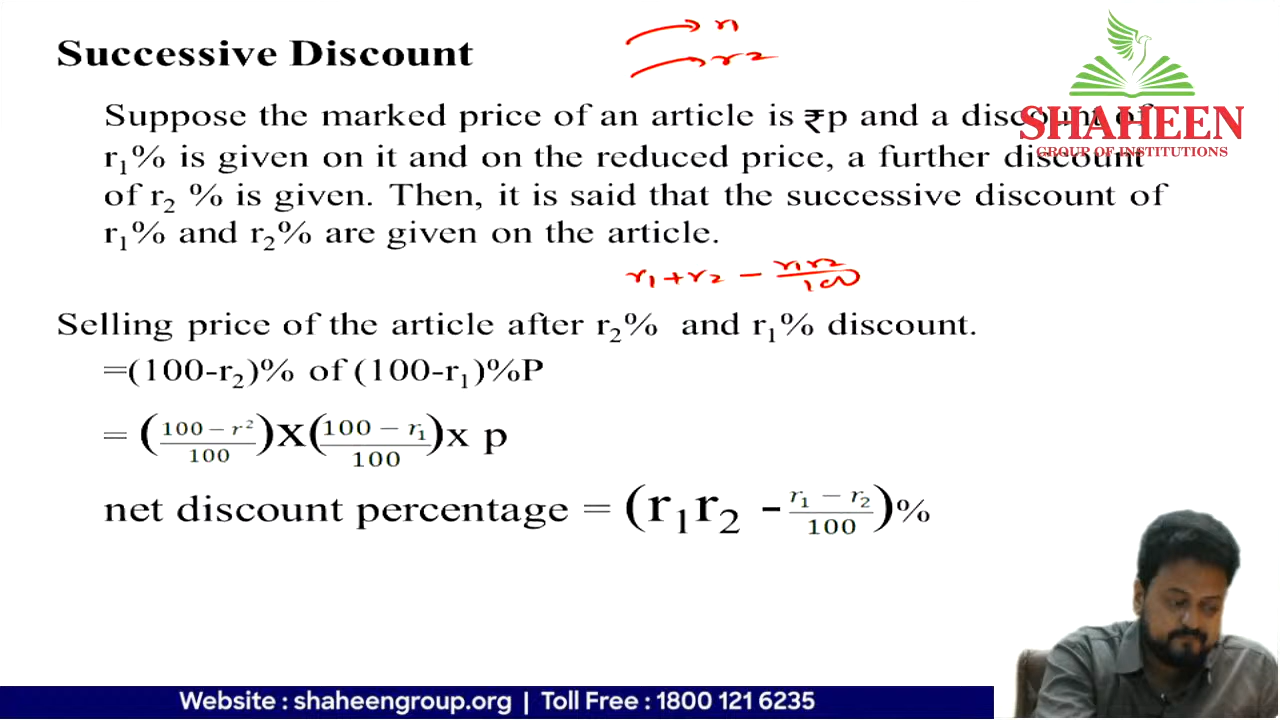 Successive Discount
→ r1
→ r2
Suppose the marked price of an article is ₹p and a discount of
r₁% is given on it and on the reduced price, a further discount
of r₂ % is given. Then, it is said that the successive discount of
r₁% and r₂% are given on the article.
r₁+r₂ - r₁r₂/100
Selling price of the article after r₂% and r₁% discount.
=(100-r₂)% of (100-r₁)%P
= (100 - r²/100)X(100 - r₁/100)x p
net discount percentage = (r₁r₂ - r₁ - r₂/100)%
SHAHEEN
GROUP OF INSTITUTIONS
Website : shaheengroup.org | Toll Free : 1800 121 6235